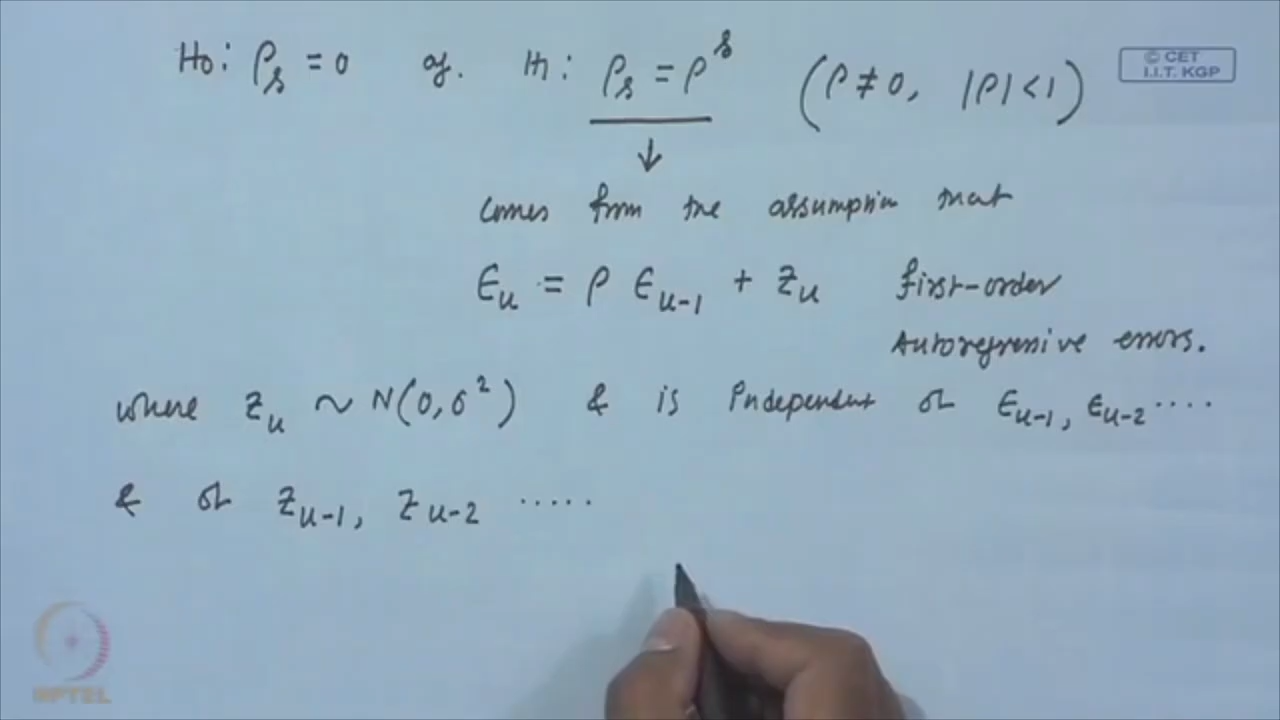 H₀: ρₛ = 0 ag. H₁: ρₛ = ρˢ (ρ ≠ 0, |ρ| < 1)
© CET
I.I.T. KGP
↓
comes from the assumption that
ϵᵤ = ρ ϵᵤ₋₁ + Zᵤ first-order
Autoregressive errors.
where Zᵤ ~ N(0, σ²) & is Independent of ϵᵤ₋₁, ϵᵤ₋₂ ....
& of Zᵤ₋₁, Zᵤ₋₂ .....
NPTEL